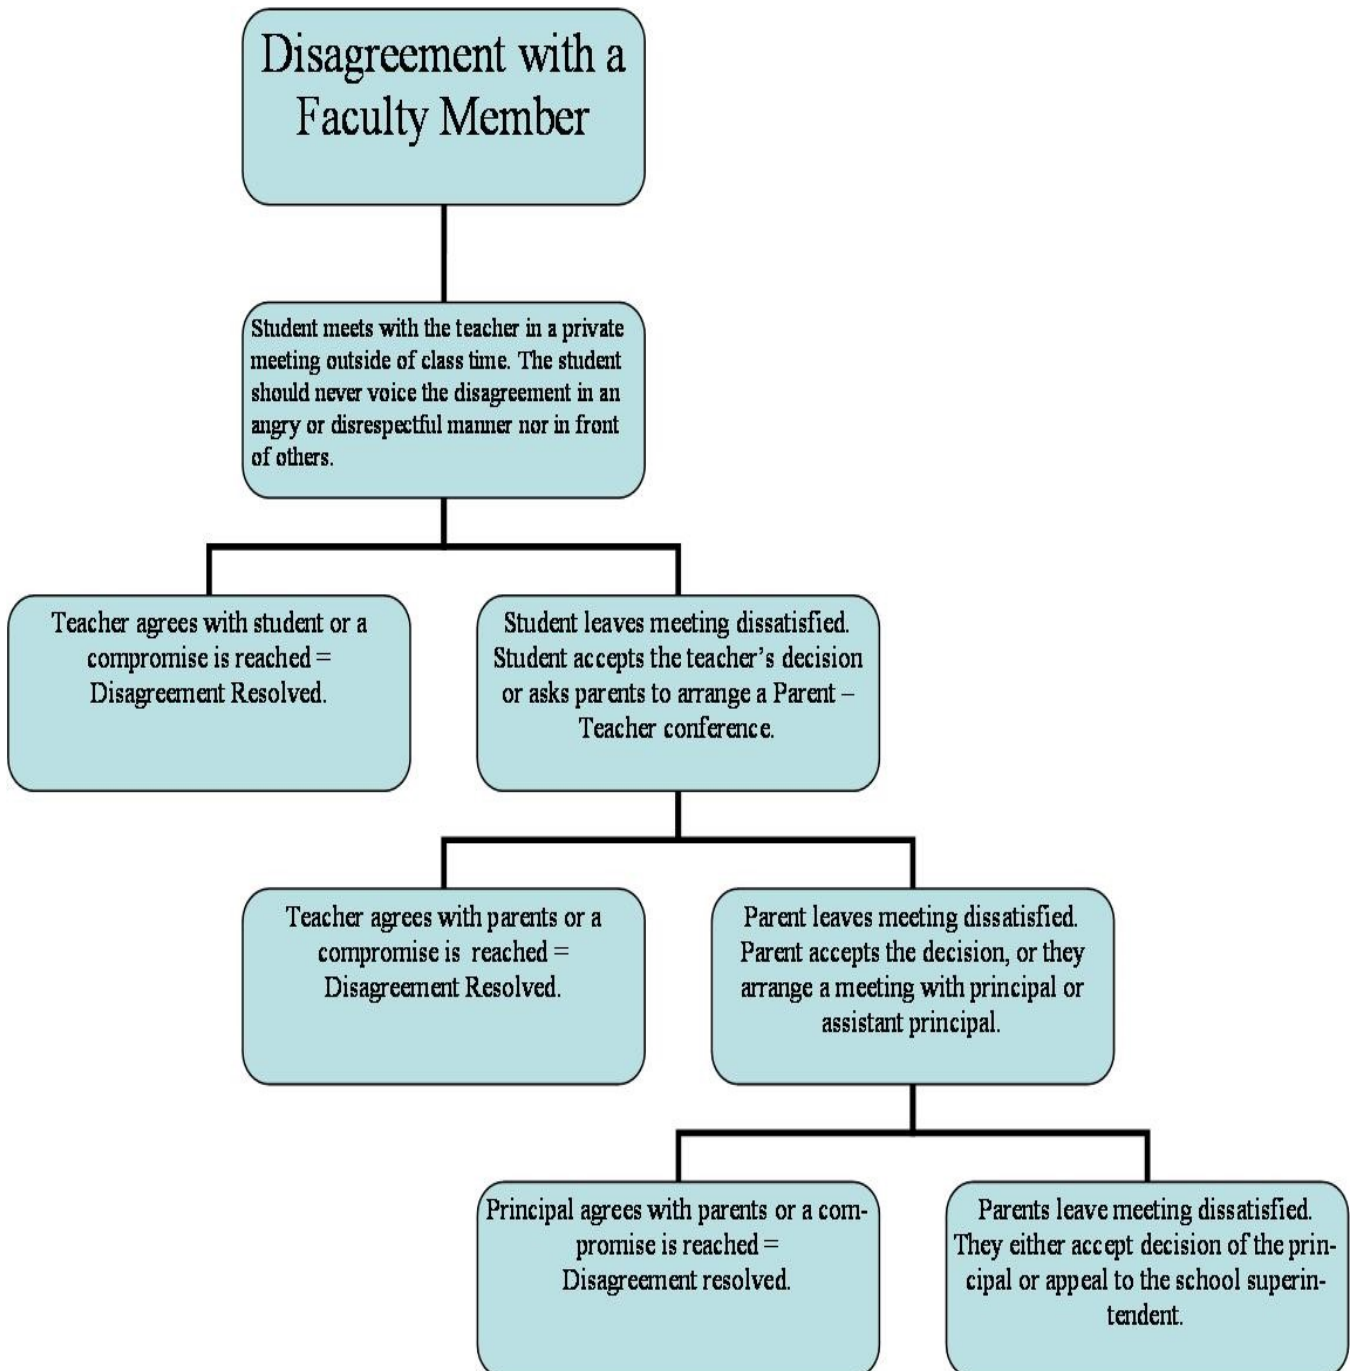 Disagreement with a
Faculty Member
Student meets with the teacher in a private
meeting outside of class time. The student
should never voice the disagreement in an
angry or disrespectful manner nor in front
of others.
Teacher agrees with student or a
compromise is reached =
Disagreement Resolved.
Student leaves meeting dissatisfied.
Student accepts the teacher’s decision
or asks parents to arrange a Parent –
Teacher conference.
Teacher agrees with parents or a
compromise is reached =
Disagreement Resolved.
Parent leaves meeting dissatisfied.
Parent accepts the decision, or they
arrange a meeting with principal or
assistant principal.
Principal agrees with parents or a com-
promise is reached =
Disagreement resolved.
Parents leave meeting dissatisfied.
They either accept decision of the prin-
cipal or appeal to the school superin-
tendent.